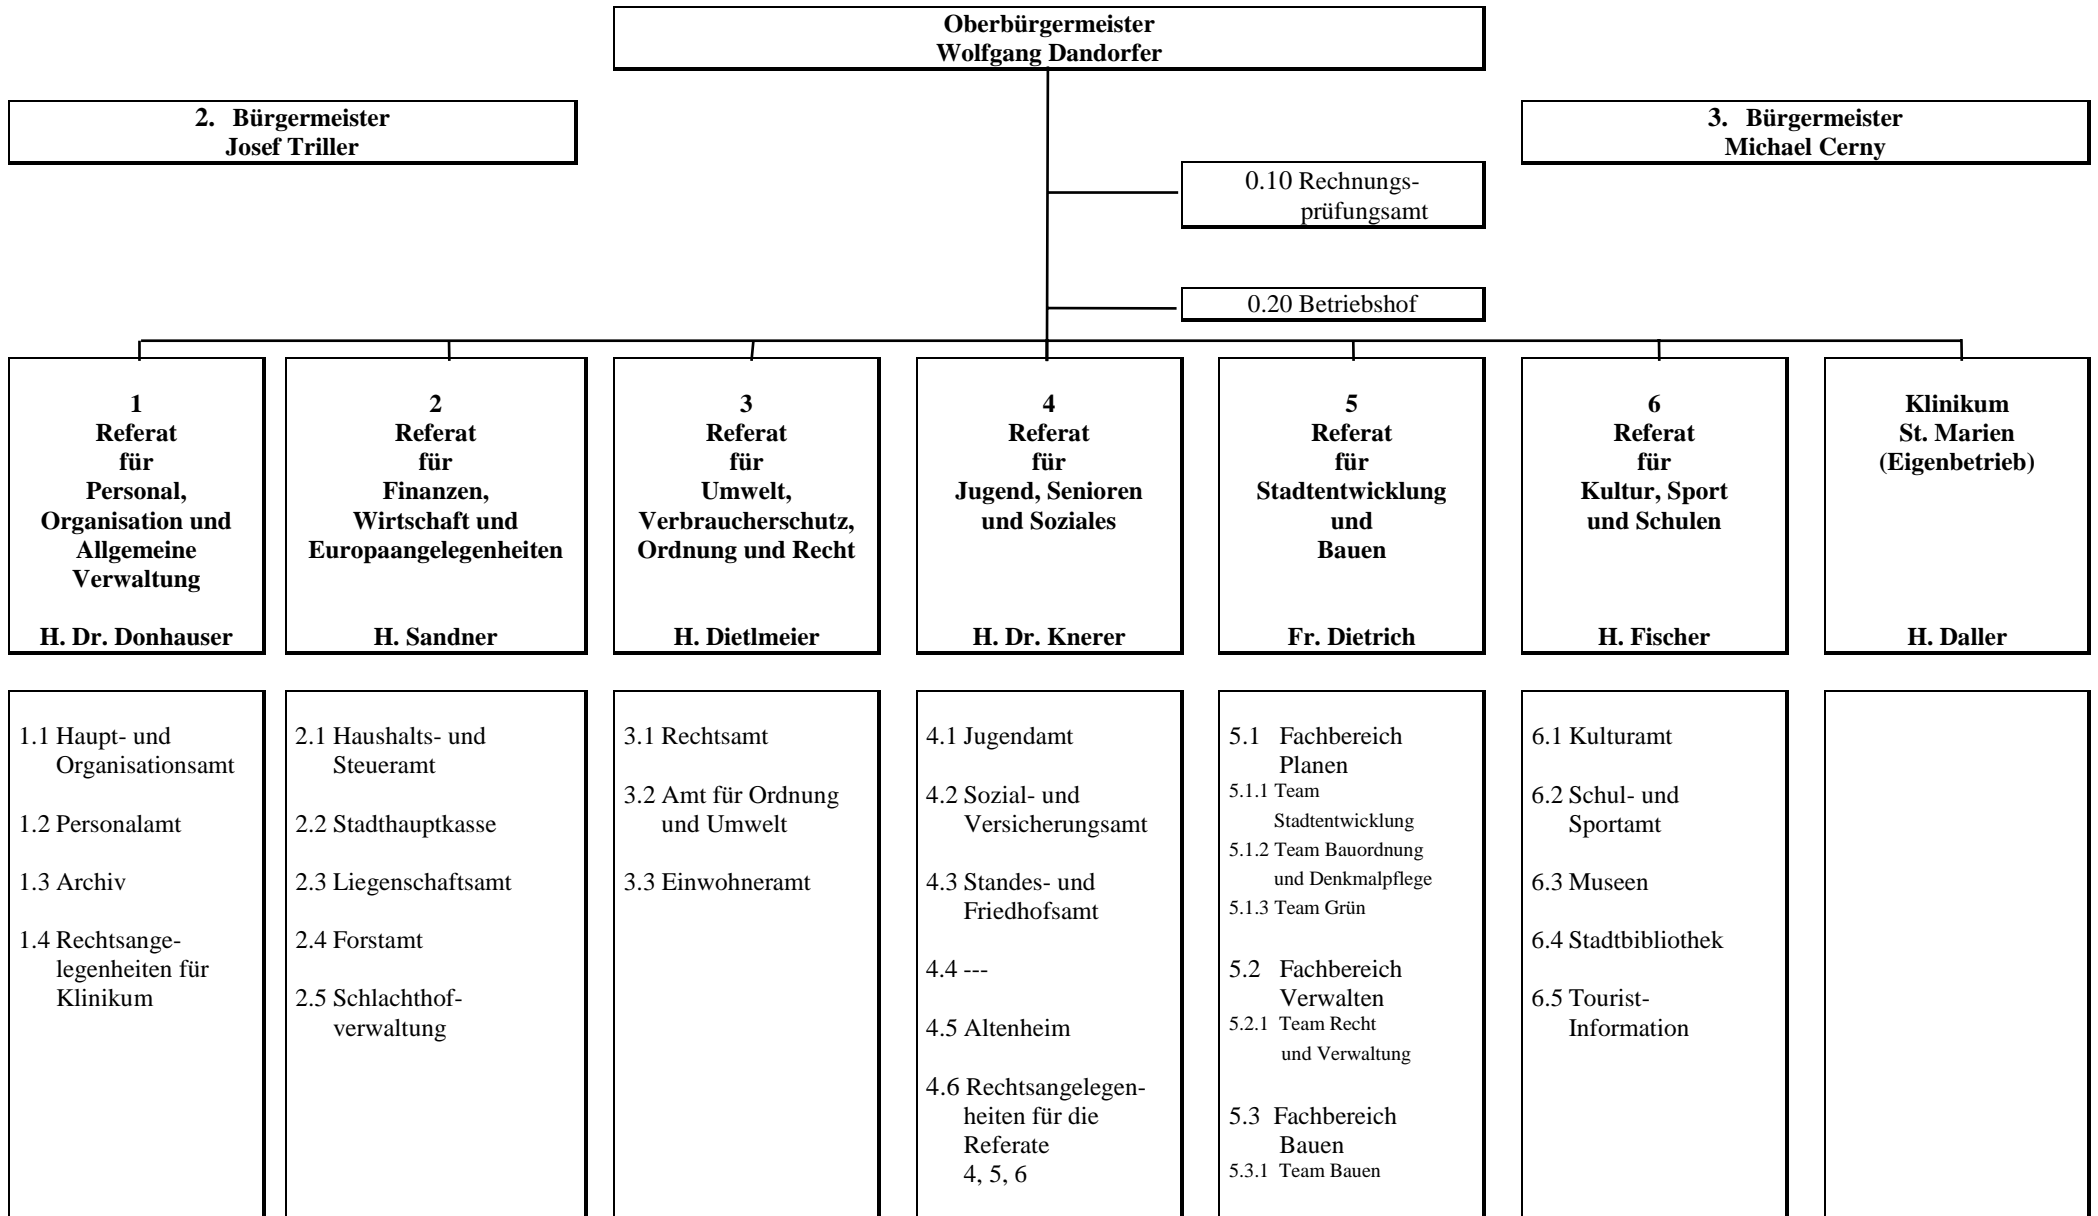 Oberbürgermeister
Wolfgang Dandorfer
2. Bürgermeister
Josef Triller
3. Bürgermeister
Michael Cerny
0.10 Rechnungs-
prüfungsamt
0.20 Betriebshof
1
Referat
für
Personal,
Organisation und
Allgemeine
Verwaltung
H. Dr. Donhauser
2
Referat
für
Finanzen,
Wirtschaft und
Europaangelegenheiten
H. Sandner
3
Referat
für
Umwelt,
Verbraucherschutz,
Ordnung und Recht
H. Dietlmeier
4
Referat
für
Jugend, Senioren
und Soziales
H. Dr. Knerer
5
Referat
für
Stadtentwicklung
und
Bauen
Fr. Dietrich
6
Referat
für
Kultur, Sport
und Schulen
H. Fischer
Klinikum
St. Marien
(Eigenbetrieb)
H. Daller
1.1 Haupt- und
Organisationsamt
1.2 Personalamt
1.3 Archiv
1.4 Rechtsange-
legenheiten für
Klinikum
2.1 Haushalts- und
Steueramt
2.2 Stadthauptkasse
2.3 Liegenschaftsamt
2.4 Forstamt
2.5 Schlachthof-
verwaltung
3.1 Rechtsamt
3.2 Amt für Ordnung
und Umwelt
3.3 Einwohneramt
4.1 Jugendamt
4.2 Sozial- und
Versicherungsamt
4.3 Standes- und
Friedhofsamt
4.4 ---
4.5 Altenheim
4.6 Rechtsangelegen-
heiten für die
Referate
4, 5, 6
5.1 Fachbereich
Planen
5.1.1 Team
Stadtentwicklung
5.1.2 Team Bauordnung
und Denkmalpflege
5.1.3 Team Grün
5.2 Fachbereich
Verwalten
5.2.1 Team Recht
und Verwaltung
5.3 Fachbereich
Bauen
5.3.1 Team Bauen
6.1 Kulturamt
6.2 Schul- und
Sportamt
6.3 Museen
6.4 Stadtbibliothek
6.5 Tourist-
Information